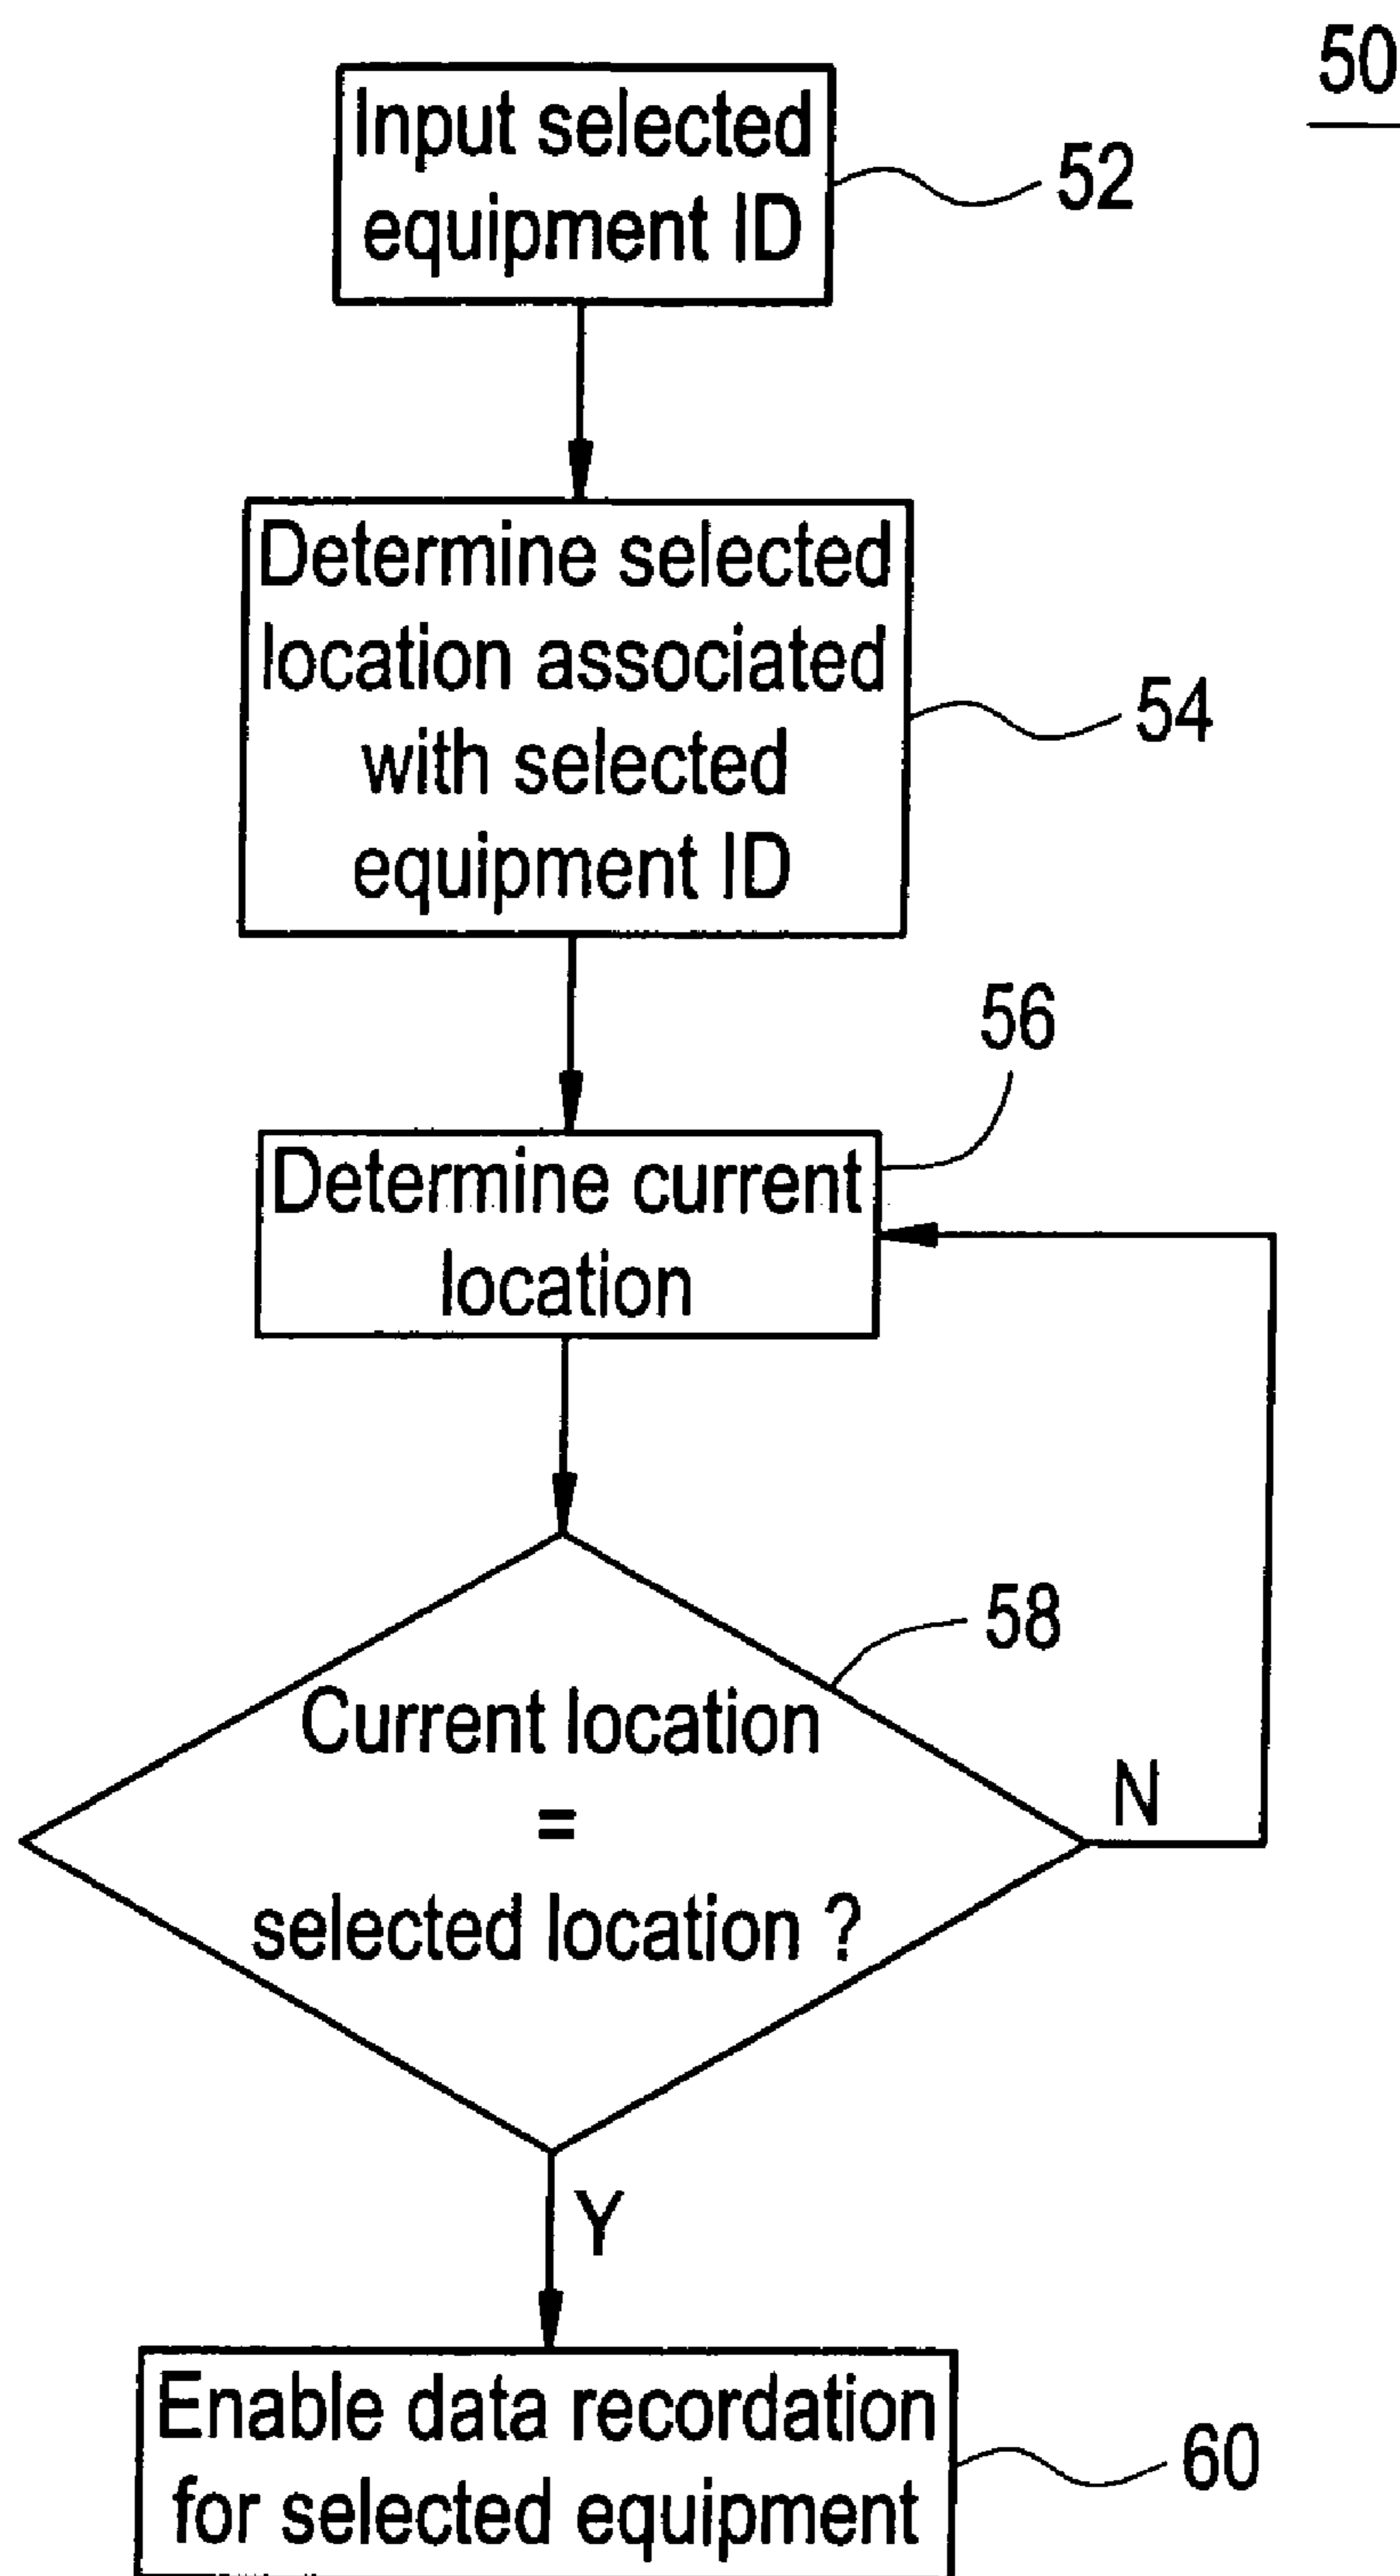 50
Input selected
equipment ID
52
Determine selected
location associated
with selected
equipment ID
54
56
Determine current
location
58
Current location
=
selected location ?
N
Y
Enable data recordation
for selected equipment
60